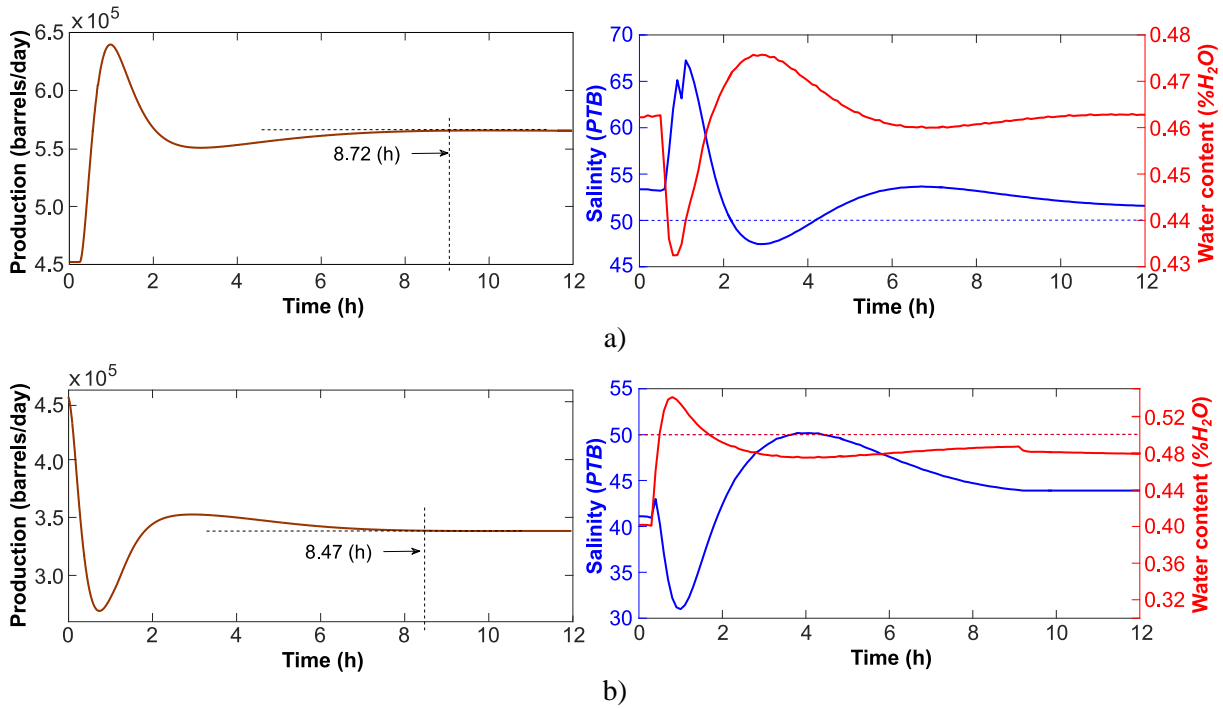 ×10⁵
6.5
6.0
5.5
5.0
4.5
Production (barrels/day)
8.72 (h)
0 2 4 6 8 10 12
Time (h)
70
65
60
55
50
45
Salinity (PTB)
0.48
0.47
0.46
0.45
0.44
0.43
Water content (%H₂O)
0 2 4 6 8 10 12
Time (h)
a)
×10⁵
4.5
4.0
3.5
3.0
Production (barrels/day)
8.47 (h)
0 2 4 6 8 10 12
Time (h)
55
50
45
40
35
30
Salinity (PTB)
0.52
0.48
0.44
0.40
0.36
0.32
Water content (%H₂O)
0 2 4 6 8 10 12
Time (h)
b)